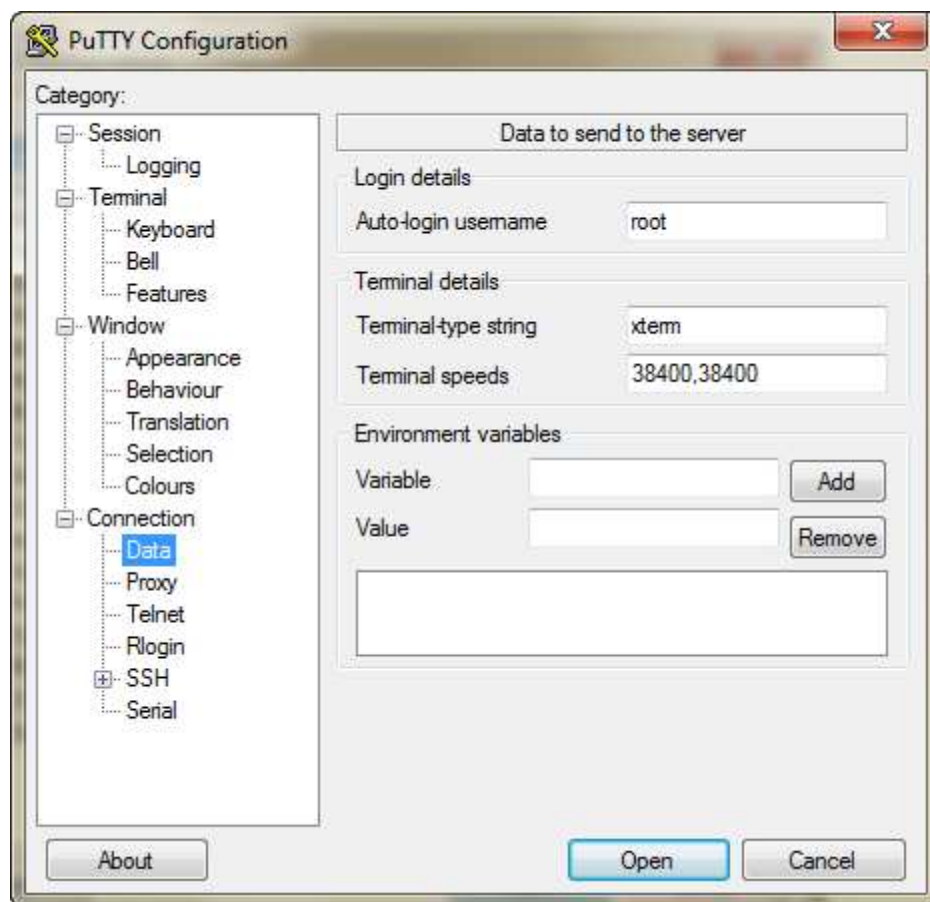 PuTTY Configuration
Category:
Session
Logging
Terminal
Keyboard
Bell
Features
Window
Appearance
Behaviour
Translation
Selection
Colours
Connection
Data
Proxy
Telnet
Rlogin
SSH
Serial
Data to send to the server
Login details
Auto-login username root
Terminal details
Terminal-type string xterm
Terminal speeds 38400,38400
Environment variables
Variable Add
Value Remove
About Open Cancel